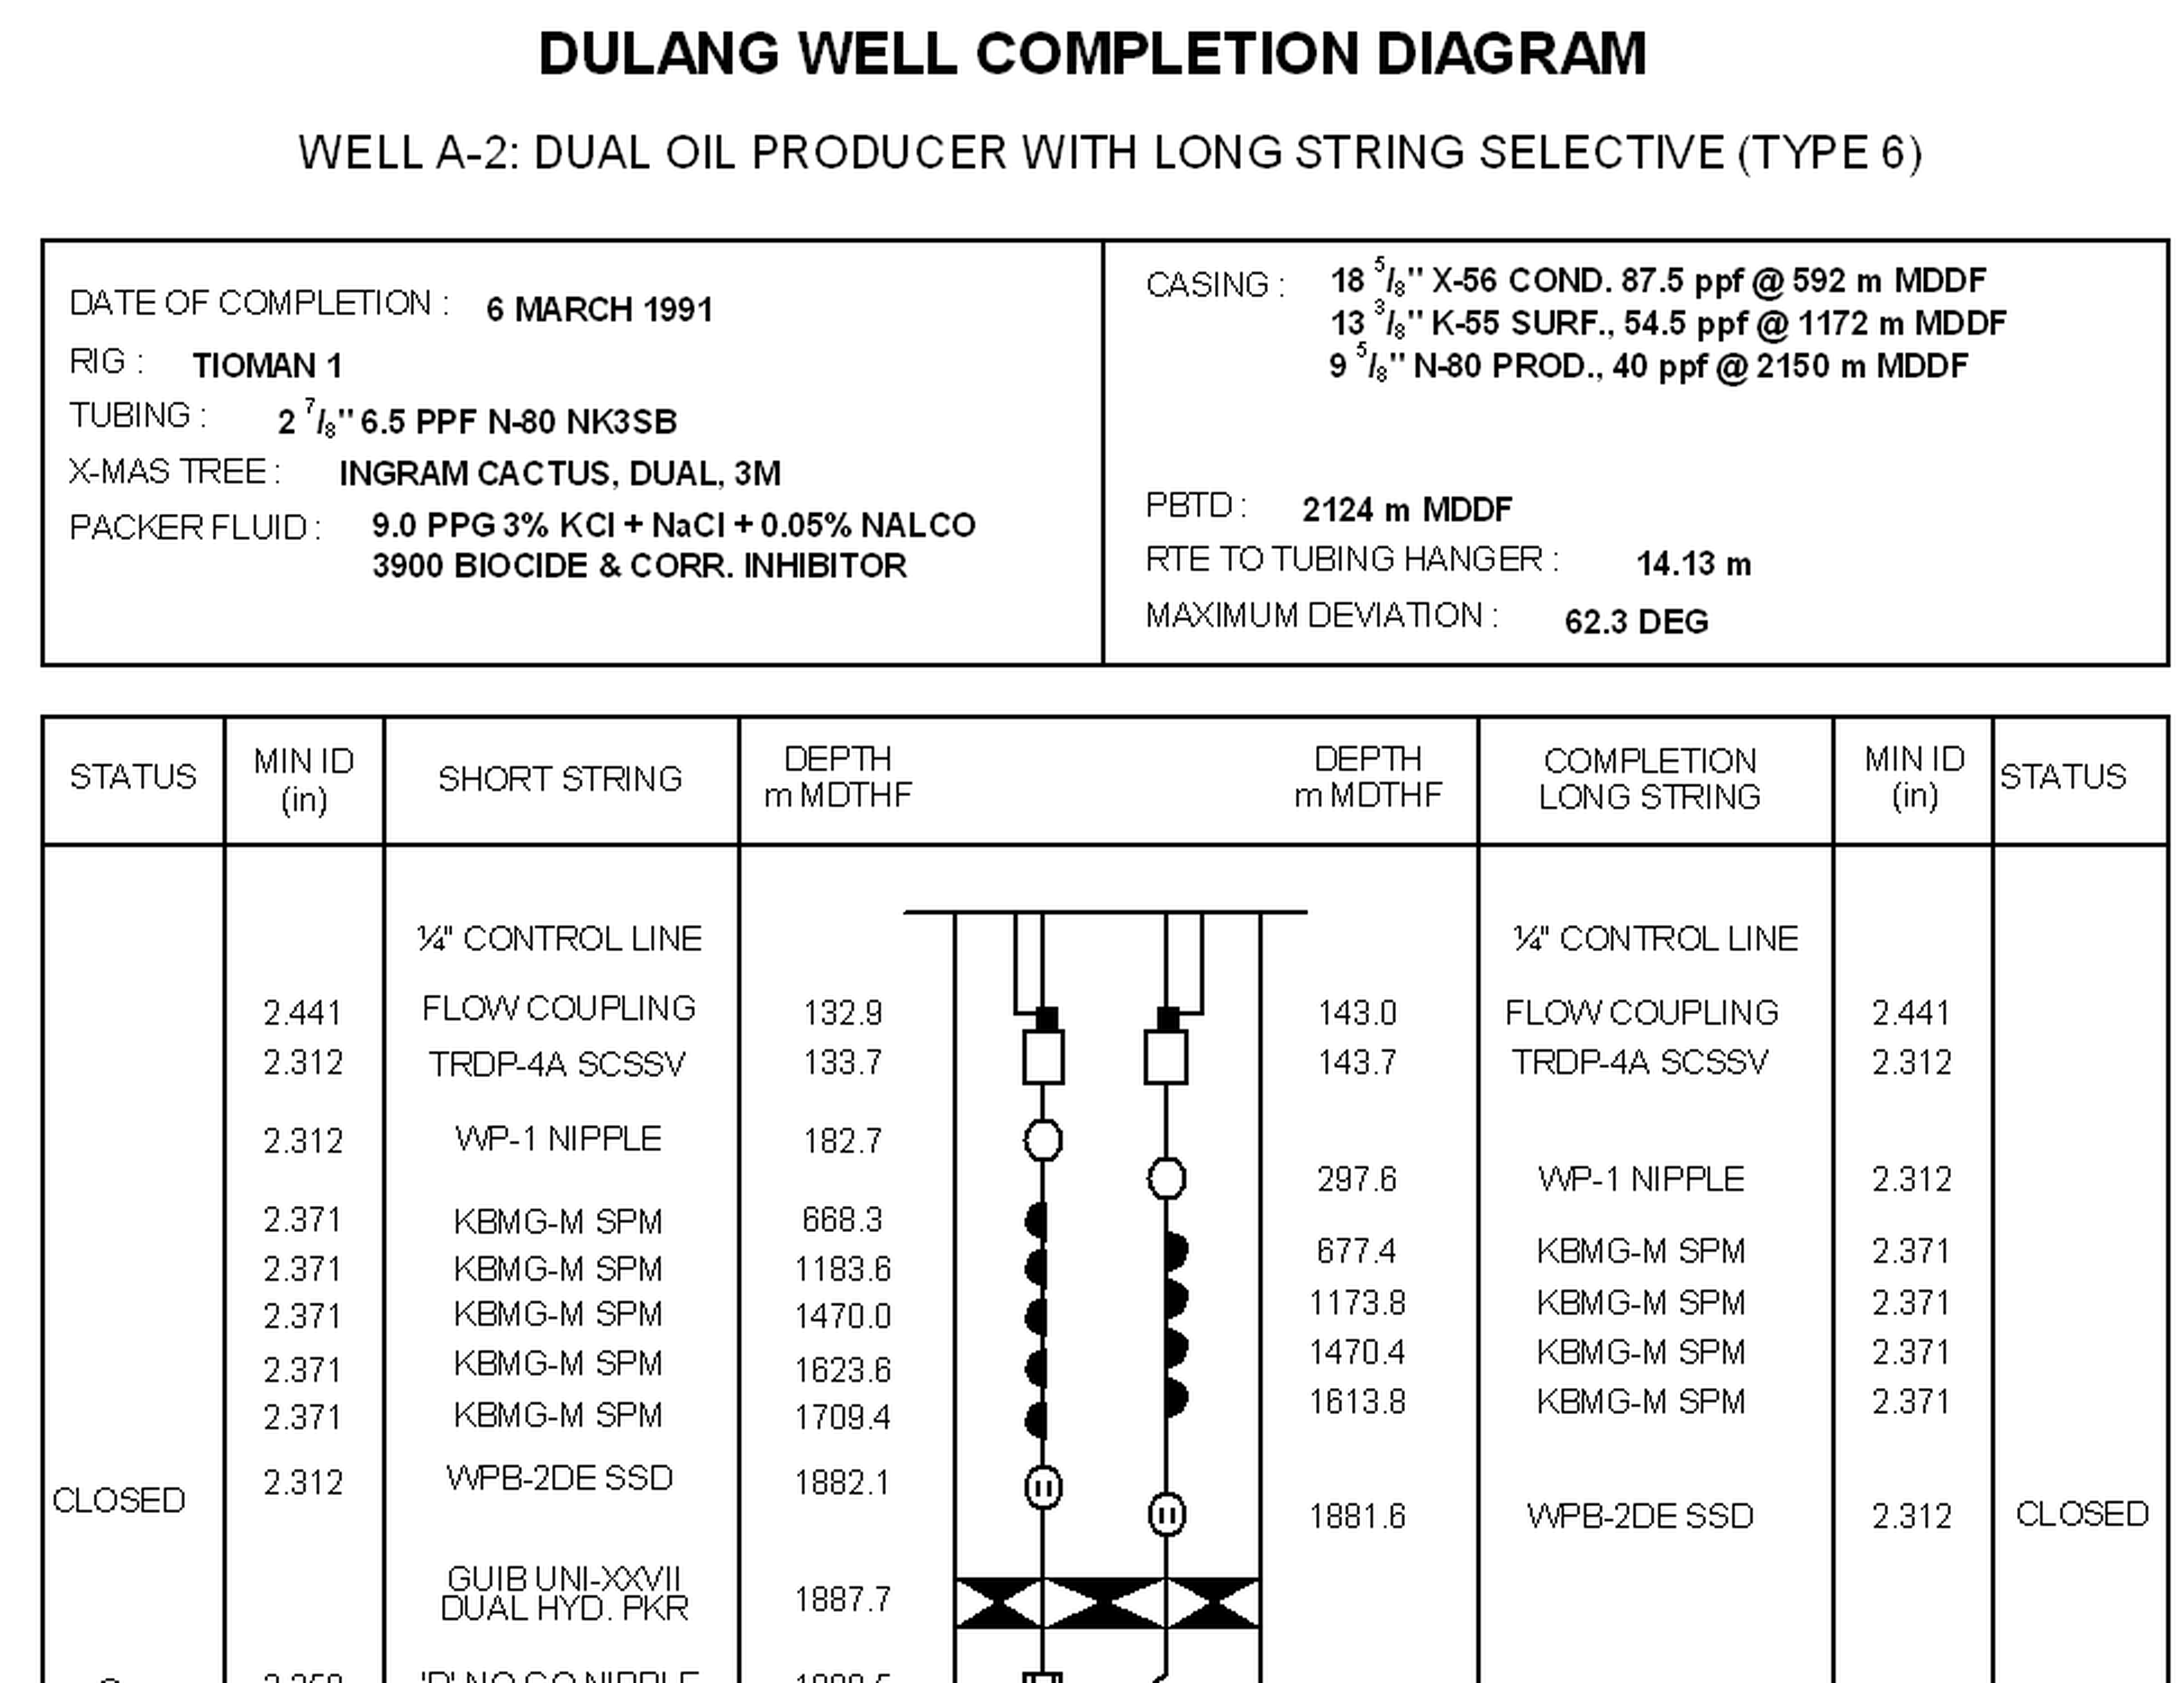 DULANG WELL COMPLETION DIAGRAM
WELL A-2: DUAL OIL PRODUCER WITH LONG STRING SELECTIVE (TYPE 6)
DATE OF COMPLETION : 6 MARCH 1991
RIG : TIOMAN 1
TUBING : 2 7/8" 6.5 PPF N-80 NK3SB
X-MAS TREE : INGRAM CACTUS, DUAL, 3M
PACKER FLUID : 9.0 PPG 3% KCl + NaCl + 0.05% NALCO
3900 BIOCIDE & CORR. INHIBITOR
CASING : 18 5/8" X-56 COND. 87.5 ppf @ 592 m MDDF
13 3/8" K-55 SURF., 54.5 ppf @ 1172 m MDDF
9 5/8" N-80 PROD., 40 ppf @ 2150 m MDDF
PBTD : 2124 m MDDF
RTE TO TUBING HANGER : 14.13 m
MAXIMUM DEVIATION : 62.3 DEG
STATUS MIN ID (in) SHORT STRING DEPTH m MDTHF DEPTH m MDTHF COMPLETION LONG STRING MIN ID (in) STATUS
¼" CONTROL LINE ¼" CONTROL LINE
2.441 FLOW COUPLING 132.9 143.0 FLOW COUPLING 2.441
2.312 TRDP-4A SCSSV 133.7 143.7 TRDP-4A SCSSV 2.312
2.312 WP-1 NIPPLE 182.7
297.6 WP-1 NIPPLE 2.312
2.371 KBMG-M SPM 668.3
677.4 KBMG-M SPM 2.371
2.371 KBMG-M SPM 1183.6
1173.8 KBMG-M SPM 2.371
2.371 KBMG-M SPM 1470.0
1470.4 KBMG-M SPM 2.371
2.371 KBMG-M SPM 1623.6
1613.8 KBMG-M SPM 2.371
2.371 KBMG-M SPM 1709.4
CLOSED 2.312 WPB-2DE SSD 1882.1
1881.6 WPB-2DE SSD 2.312 CLOSED
GUIB UNI-XXVII
DUAL HYD. PKR 1887.7